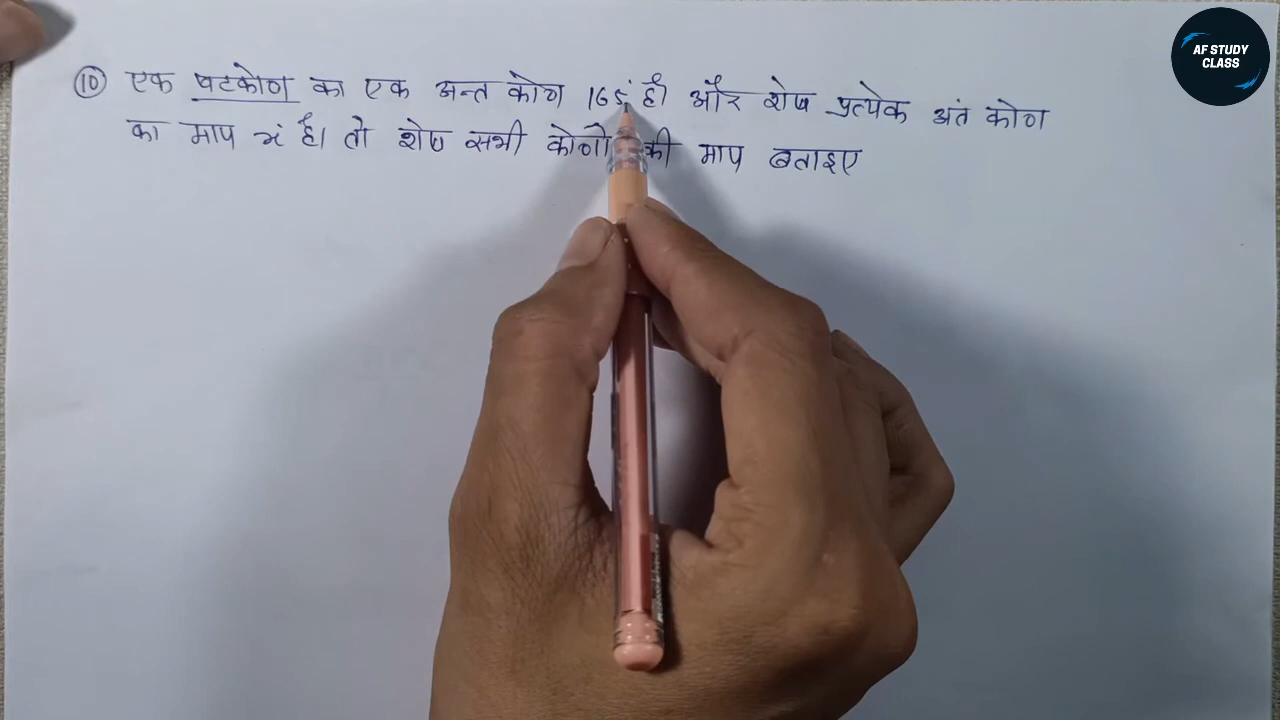 AF STUDY
CLASS
(10) एक षटकोण का एक अन्त कोण 165° है। और शेष प्रत्येक अंत कोण
का माप x° है। तो शेष सभी कोणो की माप बताइए